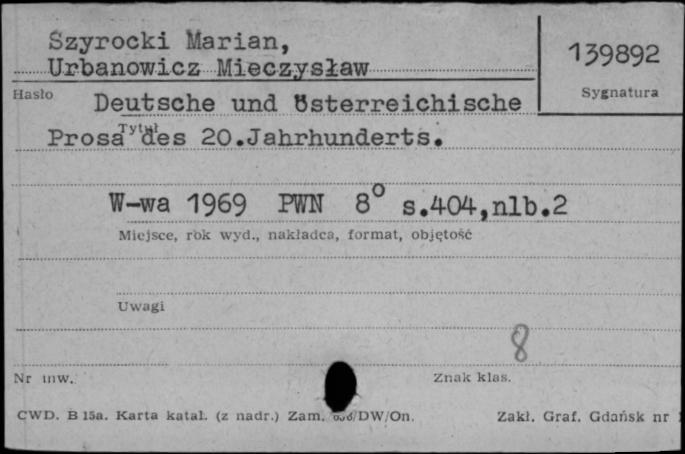 Szyrocki Marian,
139892
Urbanowicz Mieczysław
Hasło
Sygnatura
Deutsche und österreichische
Tytuł
Prosa des 20.Jahrhunderts.
W-wa 1969 PWN 8° s.404,nlb.2
Miejsce, rok wyd., nakładca, format, objętość
Uwagi
8
Nr inw.
Znak klas.
CWD. B 15a. Karta katal. (z nadr.) Zam. /DW/On.
Zakł. Graf. Gdańsk nr